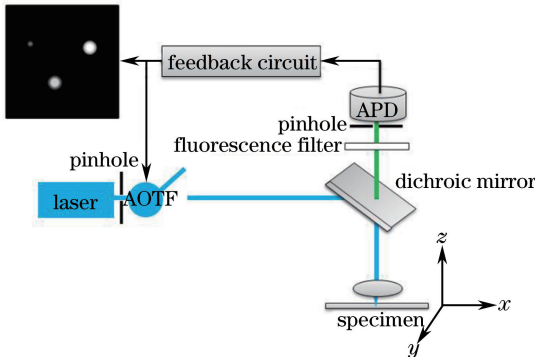 feedback circuit
APD
pinhole
fluorescence filter
pinhole
dichroic mirror
laser
AOTF
z
x
specimen
y